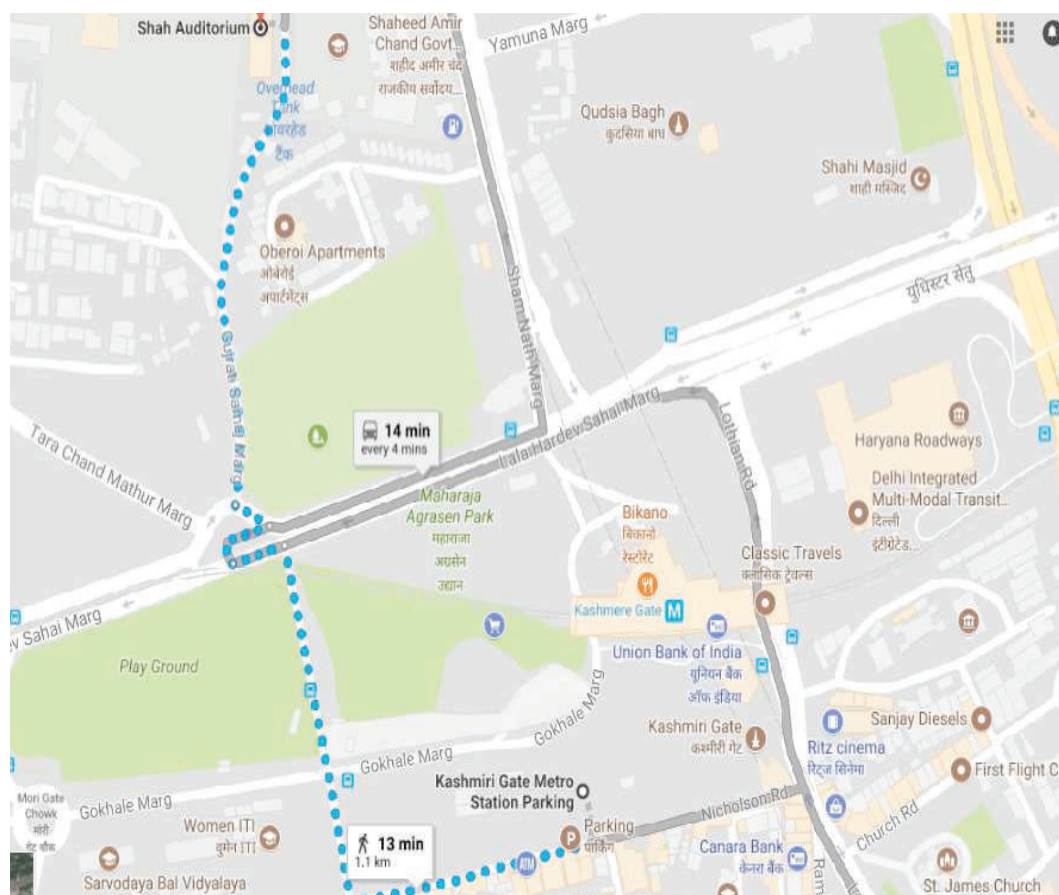 Shah Auditorium
Shaheed Amir
Chand Govt...
शहीद अमीर चंद
राजकीय सर्वोदय...
Yamuna Marg
Overhead
Tank
ओवरहेड
टैंक
Qudsia Bagh
कुदसिया बाघ
Shahi Masjid
शाही मस्जिद
Oberoi Apartments
ओबेरोई
अपार्टमेंट्स
Sham Nath Marg
युधिस्टर सेतु
Gujrati Samaj Marg
Tara Chand Mathur Marg
14 min
every 4 mins
Lala Hardev Sahai Marg
Lothian Rd
Haryana Roadways
Delhi Integrated
Multi-Modal Transit...
दिल्ली
इंटीग्रेटेड...
Maharaja
Agrasen Park
महाराजा
अग्रसेन
उद्यान
Bikano
बिकानो
रेस्टोरेंट
Classic Travels
क्लासिक ट्रेवल्स
Kashmere Gate
M
ev Sahai Marg
Play Ground
Union Bank of India
यूनियन बैंक
ऑफ इंडिया
Gokhale Marg
Kashmiri Gate
कश्मीरी गेट
Sanjay Diesels
Ritz cinema
रिट्ज सिनेमा
Gokhale Marg
First Flight C
Kashmiri Gate Metro
Station Parking
Nicholson Rd
Church Rd
Gokhale Marg
Mori Gate
Chowk
मोरी
गेट चौक
Women ITI
वुमेन ITI
13 min
1.1 km
P
Parking
पार्किंग
ATM
Canara Bank
केनरा बैंक
Ram
Sarvodaya Bal Vidyalaya
St. James Church